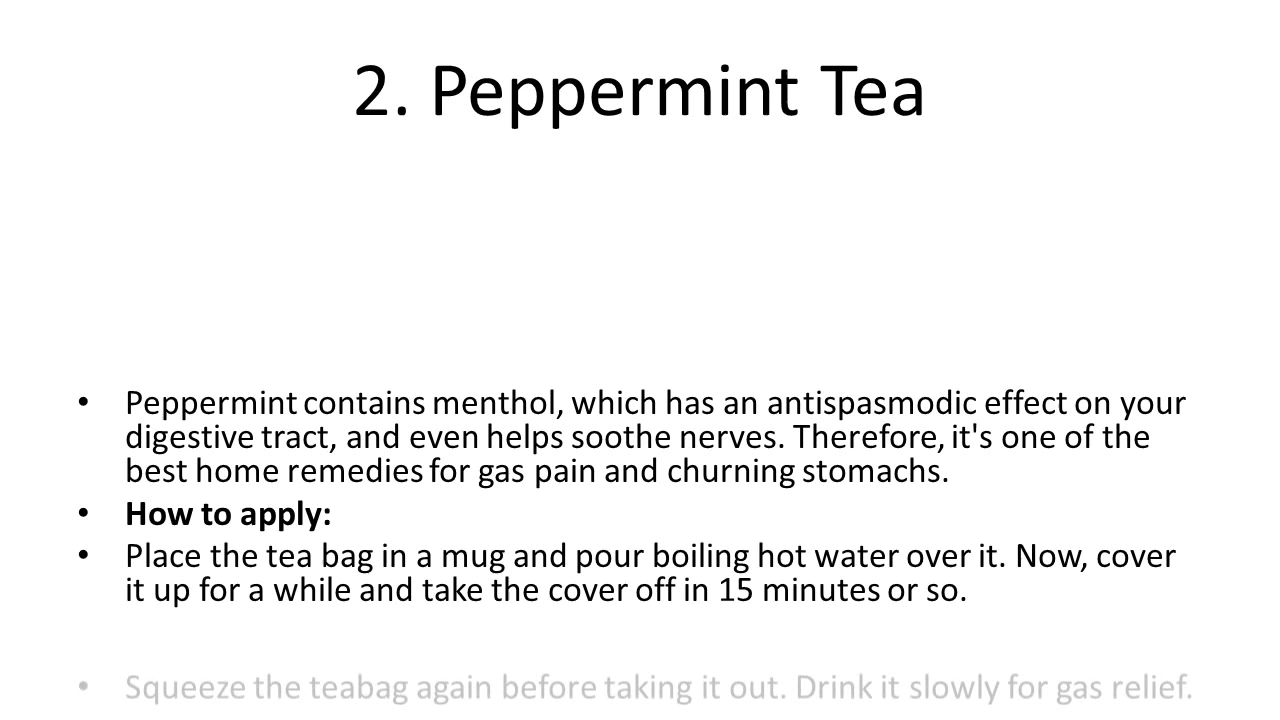 2. Peppermint Tea
• Peppermint contains menthol, which has an antispasmodic effect on your
digestive tract, and even helps soothe nerves. Therefore, it's one of the
best home remedies for gas pain and churning stomachs.
• How to apply:
• Place the tea bag in a mug and pour boiling hot water over it. Now, cover
it up for a while and take the cover off in 15 minutes or so.
• Squeeze the teabag again before taking it out. Drink it slowly for gas relief.